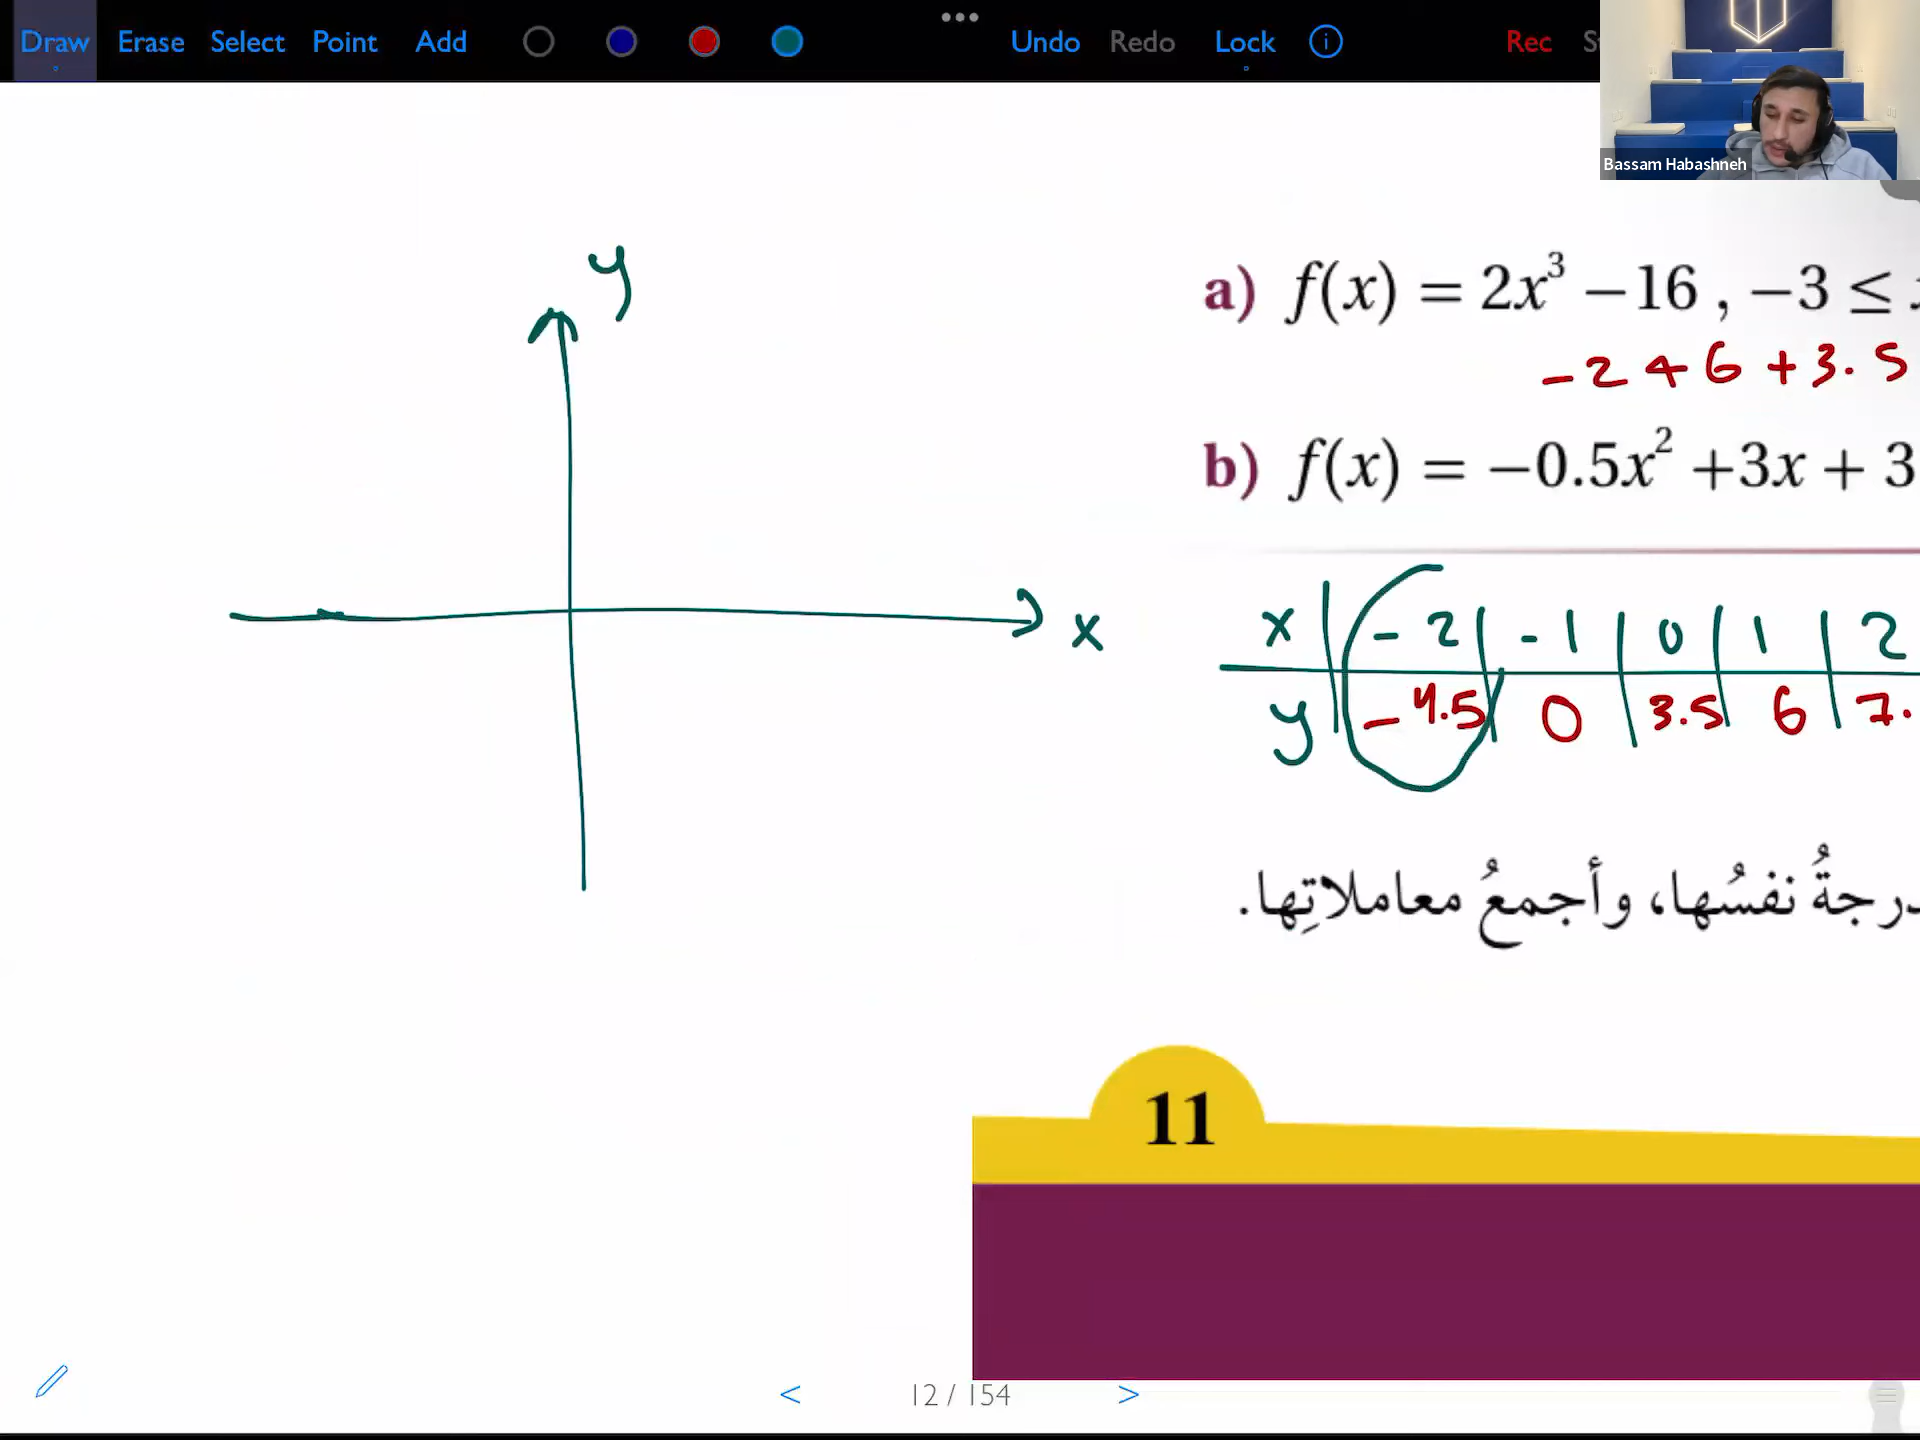 Draw Erase Select Point Add Undo Redo Lock Rec
Bassam Habashneh
y
a) f(x) = 2x³ −16 , −3 ≤
-2 + 6 + 3.5
b) f(x) = −0.5x² +3x + 3
x -2 -1 0 1 2
x
y -4.5 0 3.5 6 7.
درجةُ نفسُها، وأجمعُ معاملاتِها.
11
< 12 / 154 >